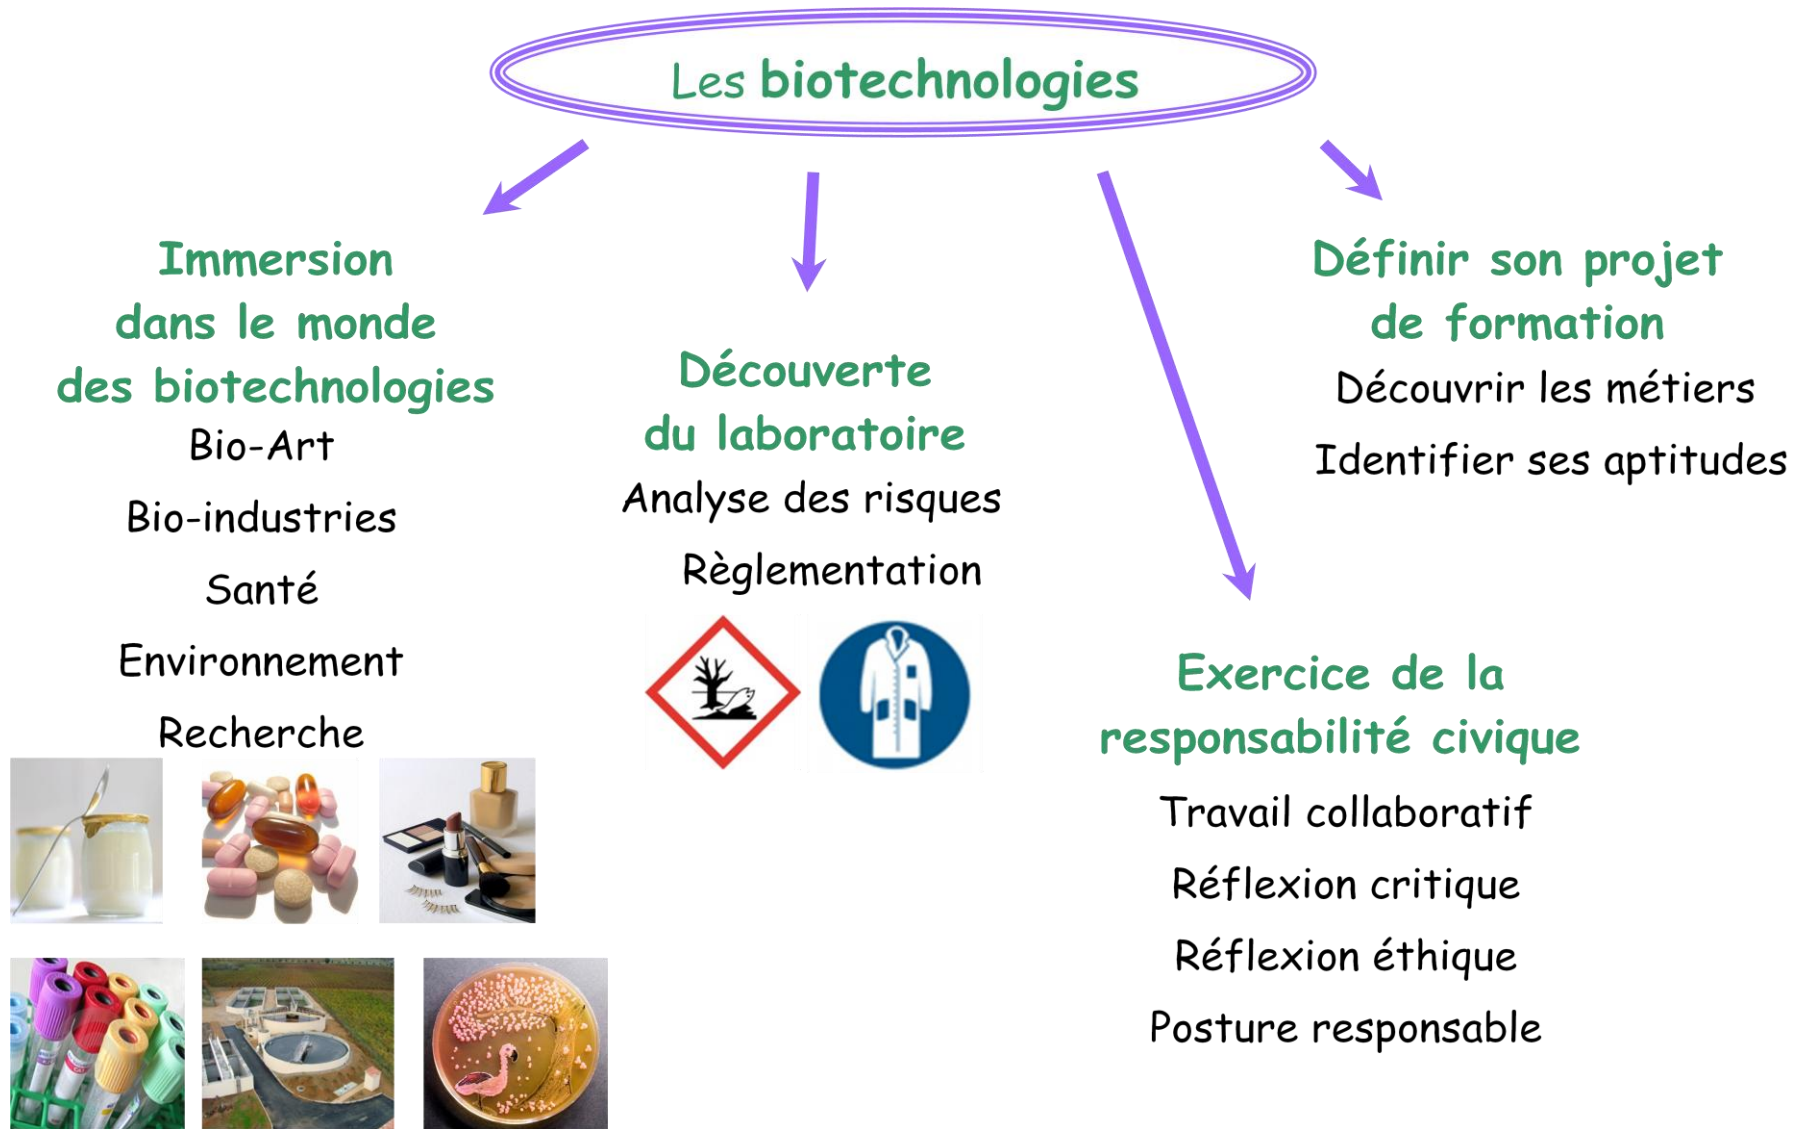 Les biotechnologies
Immersion
dans le monde
des biotechnologies
Bio-Art
Bio-industries
Santé
Environnement
Recherche
Découverte
du laboratoire
Analyse des risques
Règlementation
Exercice de la
responsabilité civique
Travail collaboratif
Réflexion critique
Réflexion éthique
Posture responsable
Définir son projet
de formation
Découvrir les métiers
Identifier ses aptitudes